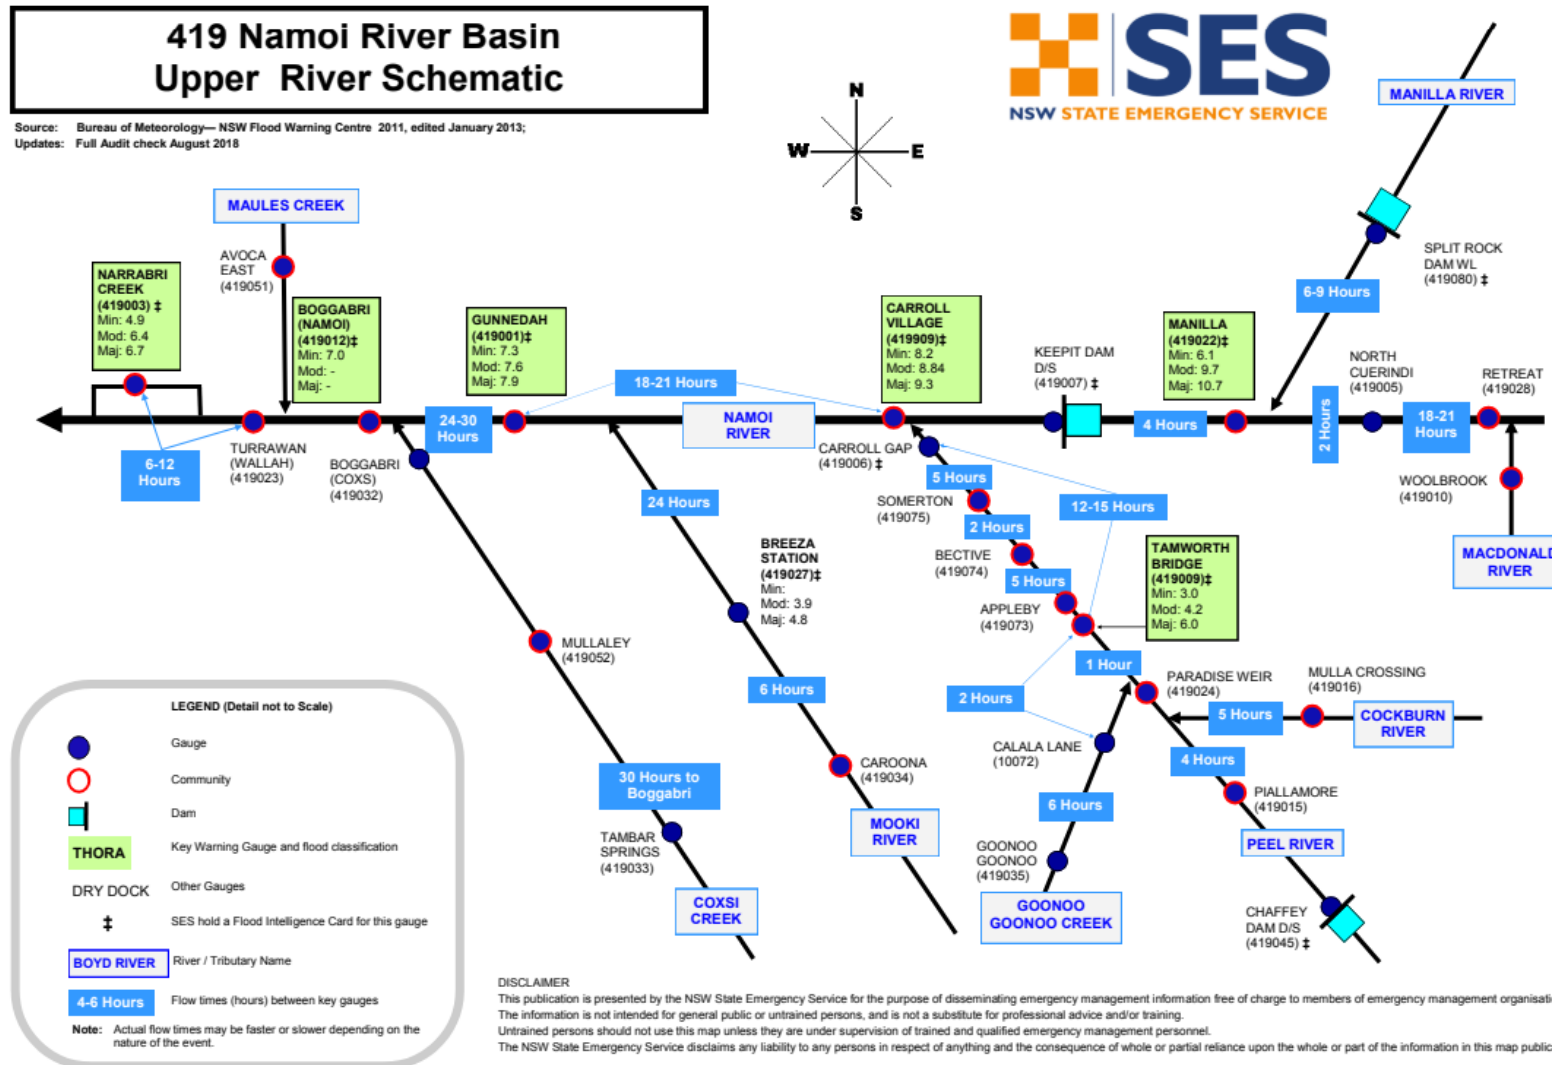 419 Namoi River Basin
Upper River Schematic
SES
NSW STATE EMERGENCY SERVICE
Source: Bureau of Meteorology— NSW Flood Warning Centre 2011, edited January 2013;
Updates: Full Audit check August 2018
N
W
E
S
MANILLA RIVER
MAULES CREEK
AVOCA
EAST
(419051)
NARRABRI
CREEK
(419003) ‡
Min: 4.9
Mod: 6.4
Maj: 6.7
BOGGABRI
(NAMOI)
(419012)‡
Min: 7.0
Mod: -
Maj: -
GUNNEDAH
(419001)‡
Min: 7.3
Mod: 7.6
Maj: 7.9
18-21 Hours
CARROLL
VILLAGE
(419909)‡
Min: 8.2
Mod: 8.84
Maj: 9.3
KEEPIT DAM
D/S
(419007) ‡
MANILLA
(419022)‡
Min: 6.1
Mod: 9.7
Maj: 10.7
6-9 Hours
SPLIT ROCK
DAM WL
(419080) ‡
NORTH
CUERINDI
(419005)
RETREAT
(419028)
24-30
Hours
NAMOI
RIVER
4 Hours
2 Hours
18-21
Hours
6-12
Hours
TURRAWAN
(WALLAH)
(419023)
BOGGABRI
(COXS)
(419032)
CARROLL GAP
(419006) ‡
5 Hours
SOMERTON
(419075)
24 Hours
12-15 Hours
WOOLBROOK
(419010)
2 Hours
BREEZA
STATION
(419027)‡
Min:
Mod: 3.9
Maj: 4.8
BECTIVE
(419074)
5 Hours
APPLEBY
(419073)
TAMWORTH
BRIDGE
(419009)‡
Min: 3.0
Mod: 4.2
Maj: 6.0
MACDONALD
RIVER
MULLALEY
(419052)
1 Hour
PARADISE WEIR
(419024)
MULLA CROSSING
(419016)
6 Hours
2 Hours
5 Hours
COCKBURN
RIVER
CALALA LANE
(10072)
4 Hours
CAROONA
(419034)
30 Hours to
Boggabri
6 Hours
PIALLAMORE
(419015)
MOOKI
RIVER
TAMBAR
SPRINGS
(419033)
GOONOO
GOONOO
(419035)
PEEL RIVER
COXSI
CREEK
GOONOO
GOONOO CREEK
CHAFFEY
DAM D/S
(419045) ‡
LEGEND (Detail not to Scale)
Gauge
Community
Dam
THORA Key Warning Gauge and flood classification
DRY DOCK Other Gauges
‡ SES hold a Flood Intelligence Card for this gauge
BOYD RIVER River / Tributary Name
4-6 Hours Flow times (hours) between key gauges
Note: Actual flow times may be faster or slower depending on the
nature of the event.
DISCLAIMER
This publication is presented by the NSW State Emergency Service for the purpose of disseminating emergency management information free of charge to members of emergency management organisati
The information is not intended for general public or untrained persons, and is not a substitute for professional advice and/or training.
Untrained persons should not use this map unless they are under supervision of trained and qualified emergency management personnel.
The NSW State Emergency Service disclaims any liability to any persons in respect of anything and the consequence of whole or partial reliance upon the whole or part of the information in this map public